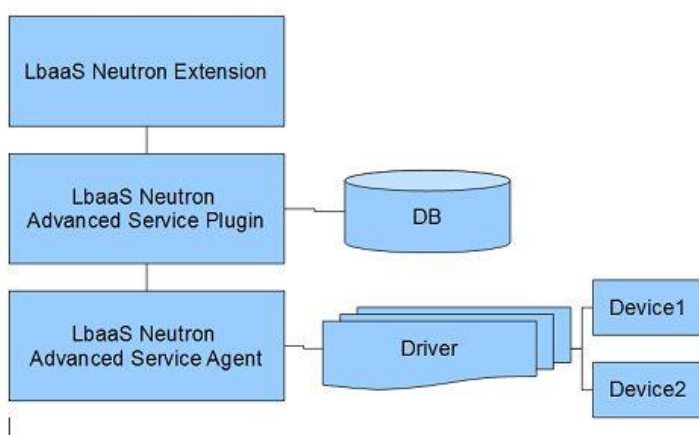 LbaaS Neutron Extension
LbaaS Neutron
Advanced Service Plugin
DB
LbaaS Neutron
Advanced Service Agent
Driver
Device1
Device2